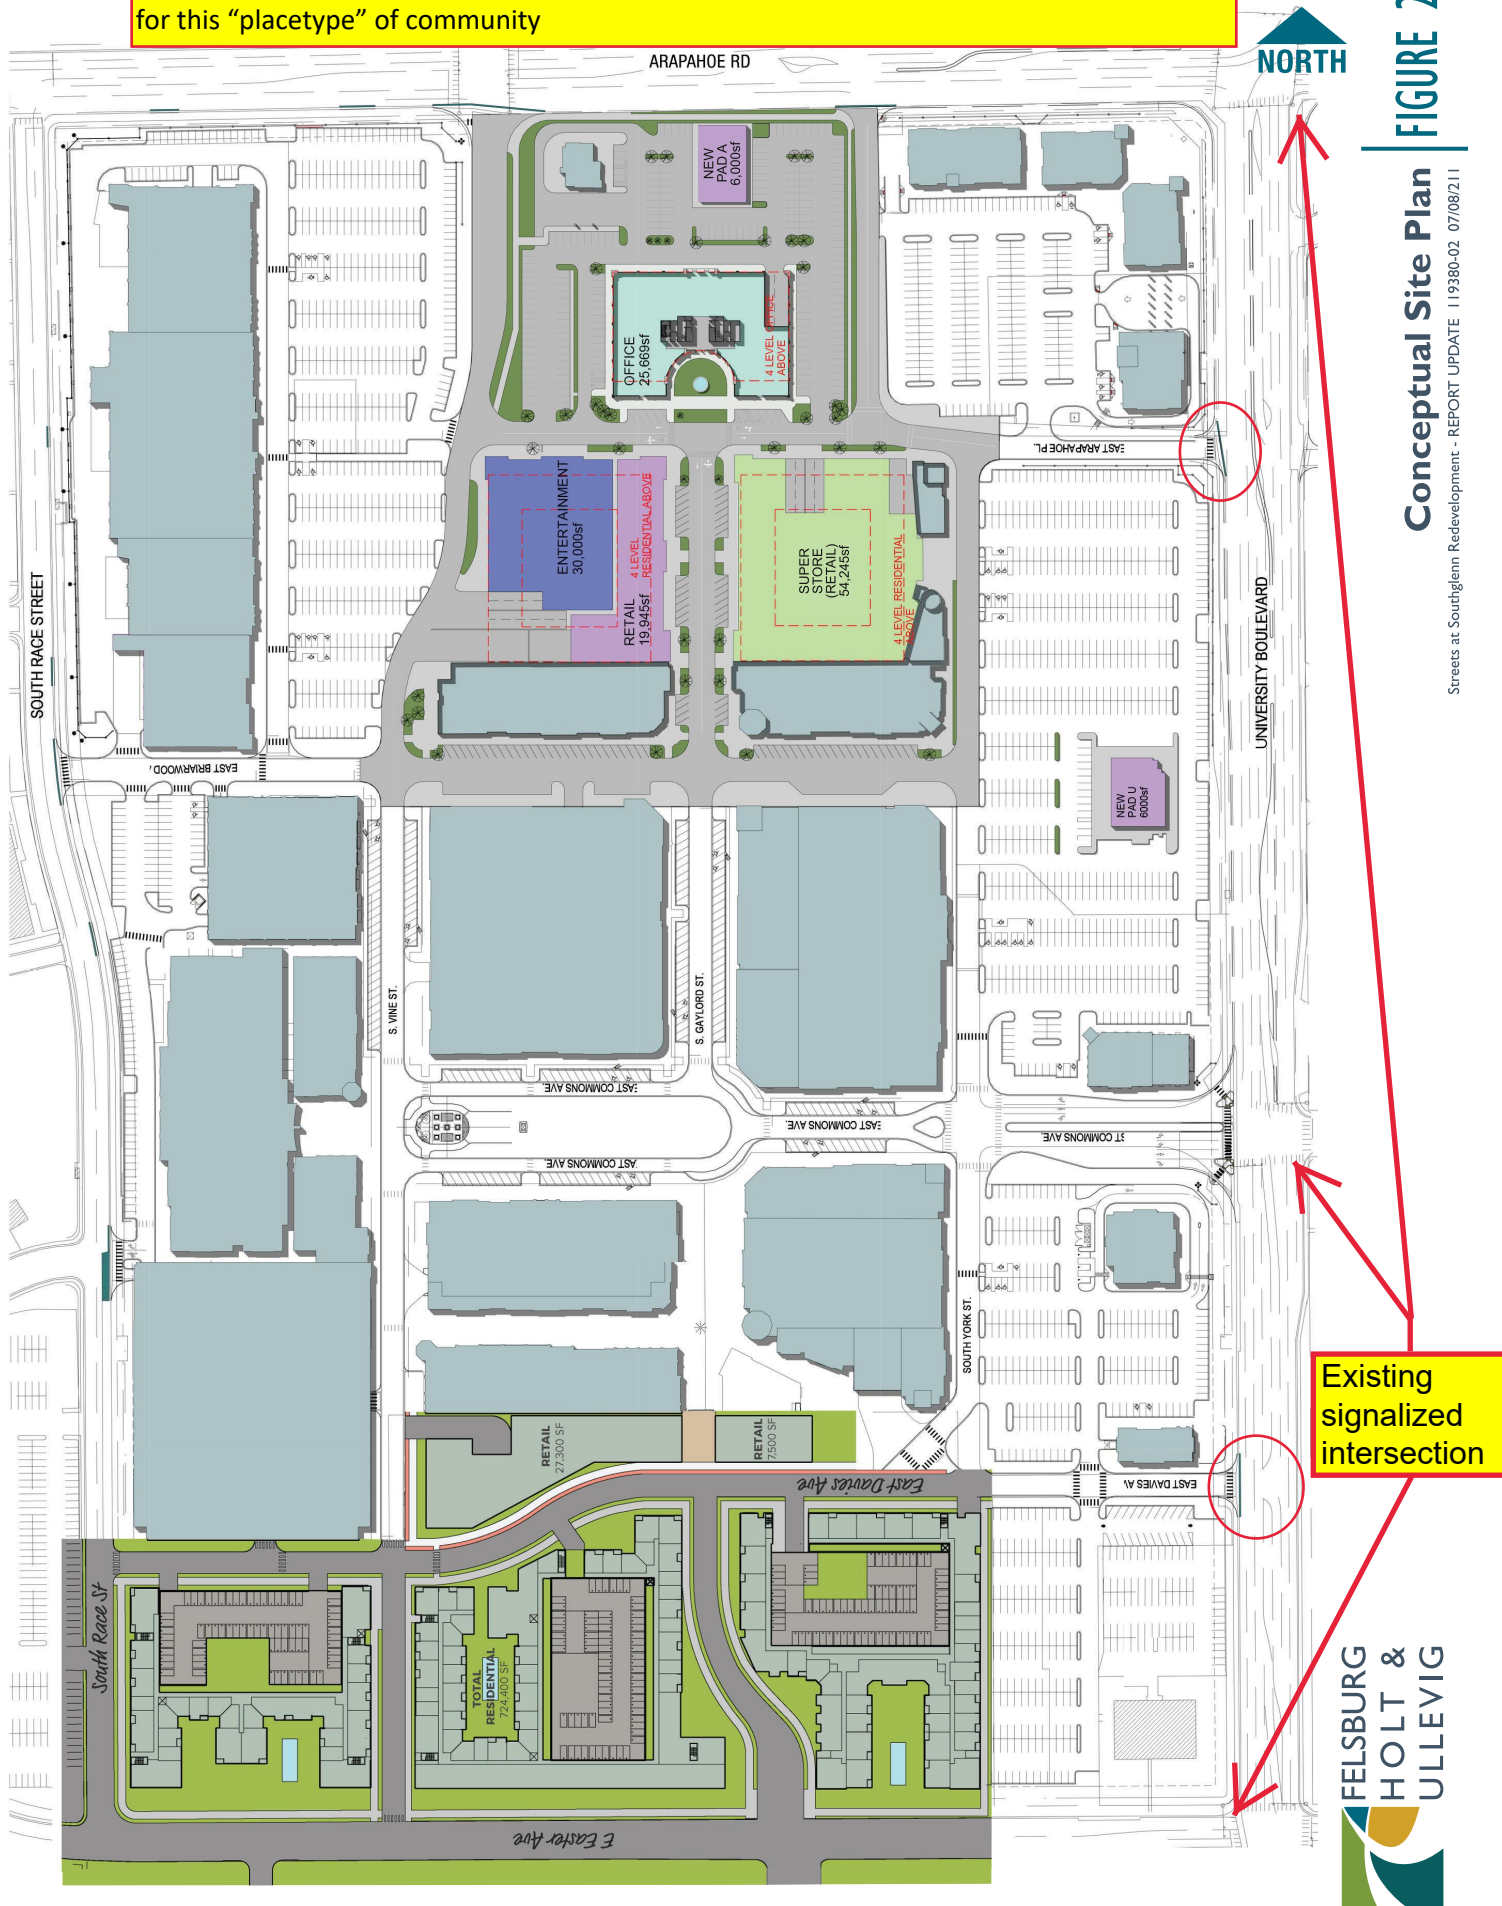 for this “placetype” of community
ARAPAHOE RD
NORTH
FIGURE 2
Conceptual Site Plan
Streets at Southglenn Redevelopment - REPORT UPDATE 119380-02 07/08/211
NEW
PAD A
6,000sf
OFFICE
25,669sf
4 LEVEL OFFICE
ABOVE
EAST ARAPAHOE PL.
ENTERTAINMENT
30,000sf
4 LEVEL
RESIDENTIAL ABOVE
RETAIL
19,945sf
SUPER
STORE
(RETAIL)
54,245sf
4 LEVEL RESIDENTIAL
ABOVE
SOUTH RACE STREET
UNIVERSITY BOULEVARD
EAST BRIARWOOD
NEW
PAD U
6000sf
S. VINE ST.
S. GAYLORD ST.
EAST COMMONS AVE.
EAST COMMONS AVE.
ST COMMONS AVE.
AST COMMONS AVE.
SOUTH YORK ST.
Existing
signalized
intersection
RETAIL
27,300 SF
RETAIL
7,500 SF
East Davies Ave
EAST DAVIES AV
South Race St
TOTAL
RESIDENTIAL
724,400 SF
E Easter Ave
FELSBURG
HOLT &
ULLEVIG